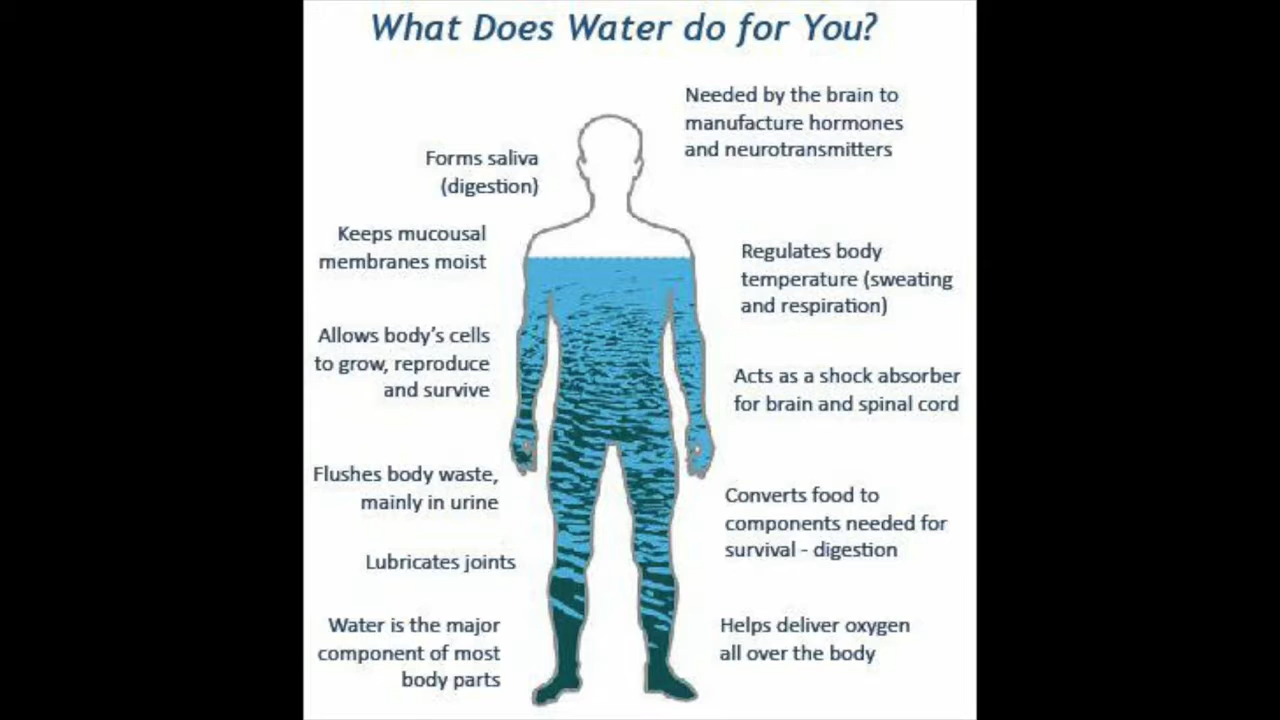 What Does Water do for You?
Needed by the brain to
manufacture hormones
and neurotransmitters
Forms saliva
(digestion)
Keeps mucousal
membranes moist
Regulates body
temperature (sweating
and respiration)
Allows body's cells
to grow, reproduce
and survive
Acts as a shock absorber
for brain and spinal cord
Flushes body waste,
mainly in urine
Converts food to
components needed for
survival - digestion
Lubricates joints
Water is the major
component of most
body parts
Helps deliver oxygen
all over the body